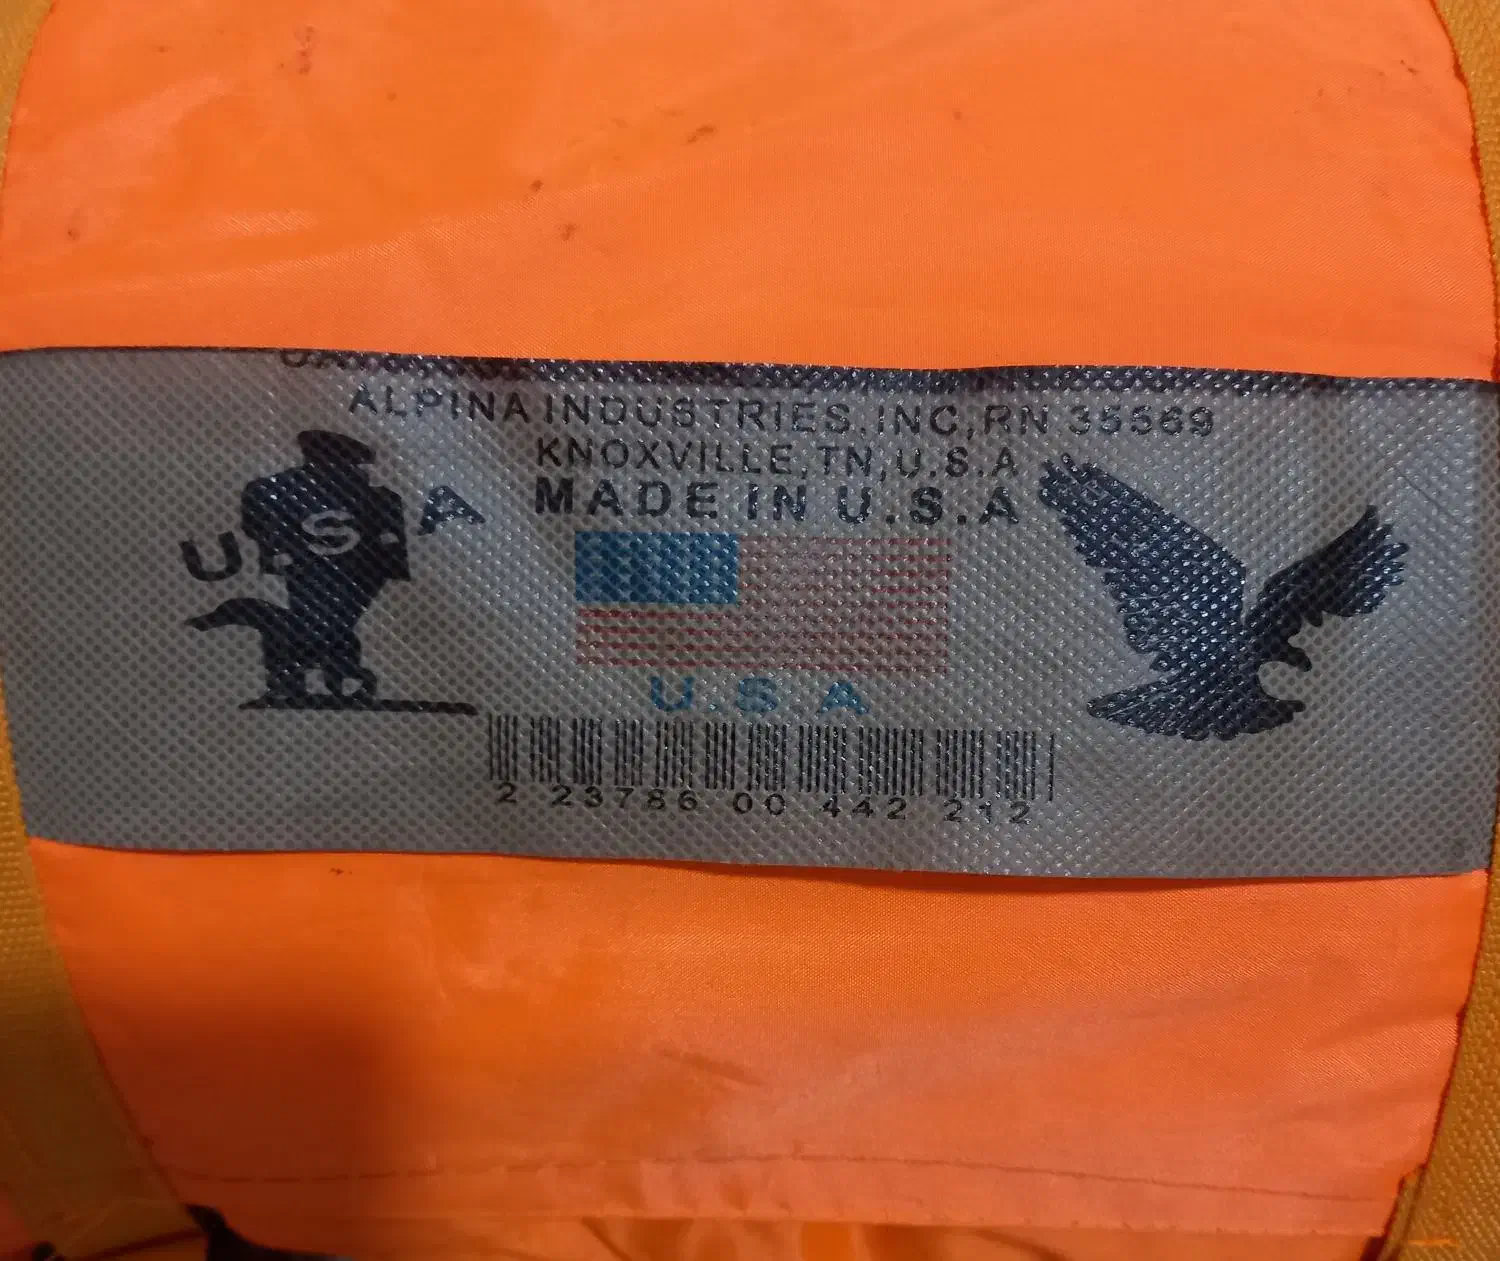 ALPINA INDUSTRIES,INC,RN 35569
KNOXVILLE,TN,U.S.A
MADE IN U.S.A
U.S.A
U.S.A
2 23786 00 442 212